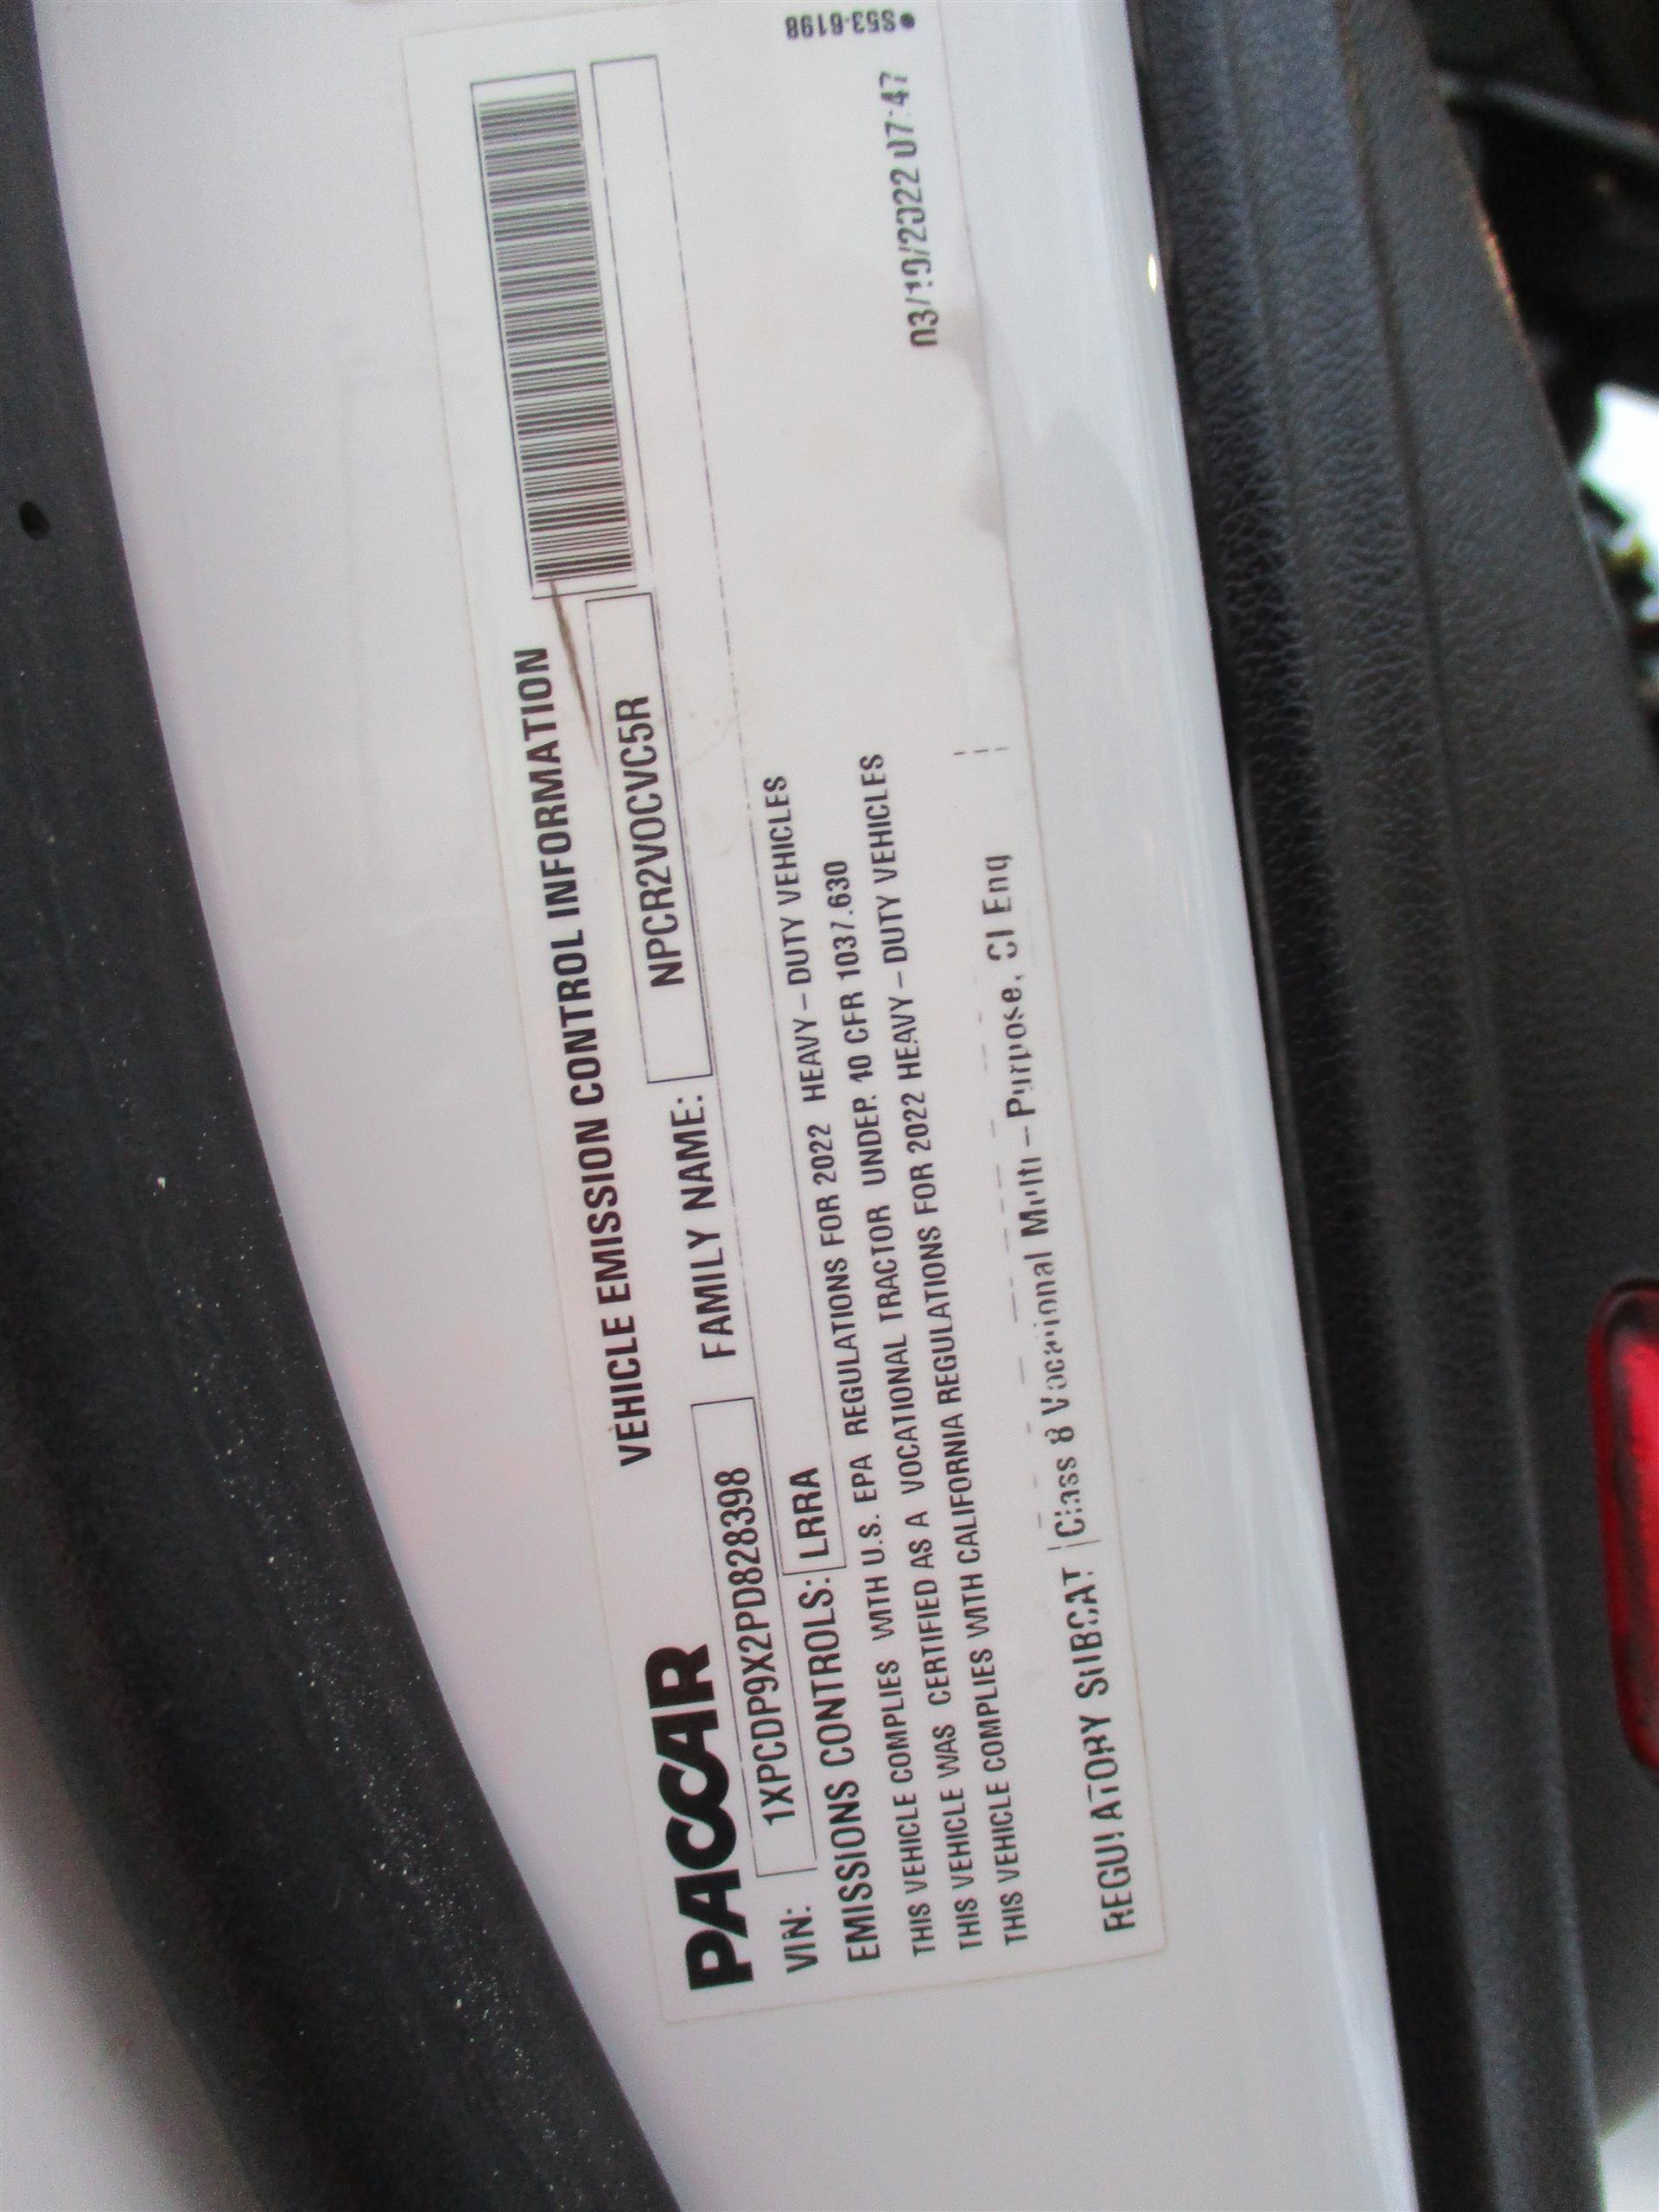 VEHICLE EMISSION CONTROL INFORMATION
PACCAR
VIN: 1XPCDP9X2PD828398 FAMILY NAME: NPCR2VOCVC5R
EMISSIONS CONTROLS: LRRA
THIS VEHICLE COMPLIES WITH U.S. EPA REGULATIONS FOR 2022 HEAVY – DUTY VEHICLES
THIS VEHICLE WAS CERTIFIED AS A VOCATIONAL TRACTOR UNDER 40 CFR 1037.630
THIS VEHICLE COMPLIES WITH CALIFORNIA REGULATIONS FOR 2022 HEAVY – DUTY VEHICLES
REGULATORY SUBCAT Class 8 Vocational Multi – Purpose, CI Eng
03/10/2022 07:47
• S53-6198